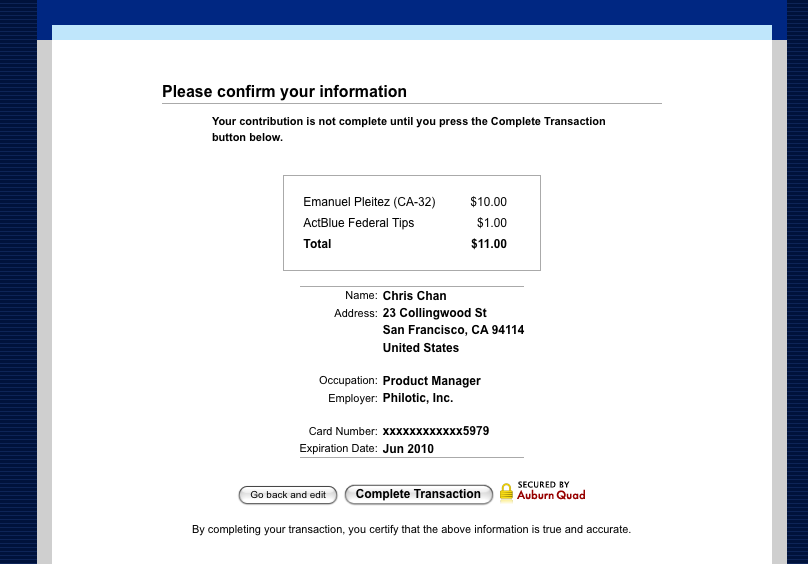 Please confirm your information
Your contribution is not complete until you press the Complete Transaction
button below.
Emanuel Pleitez (CA-32) $10.00
ActBlue Federal Tips $1.00
Total $11.00
Name: Chris Chan
Address: 23 Collingwood St
San Francisco, CA 94114
United States
Occupation: Product Manager
Employer: Philotic, Inc.
Card Number: xxxxxxxxxxxx5979
Expiration Date: Jun 2010
Go back and edit Complete Transaction SECURED BY
Auburn Quad
By completing your transaction, you certify that the above information is true and accurate.